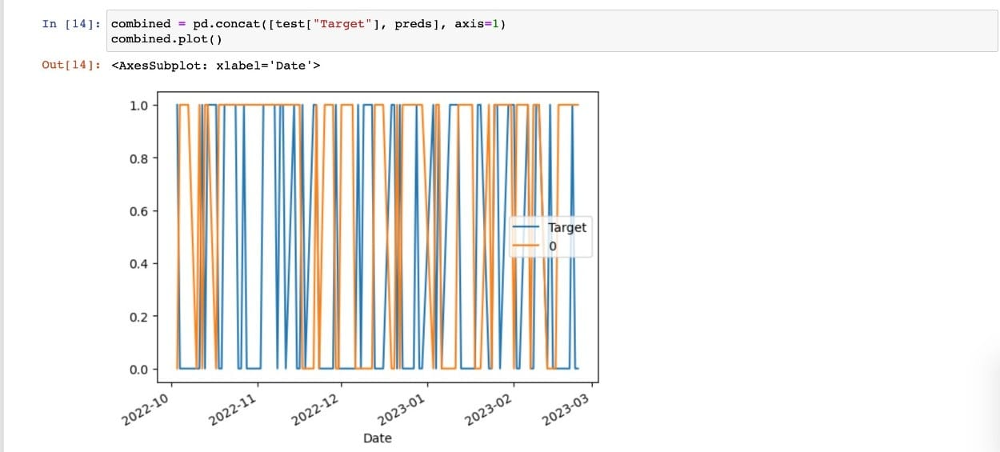 In [14]: combined = pd.concat([test["Target"], preds], axis=1)
combined.plot()
Out[14]: <AxesSubplot: xlabel='Date'>
1.0
0.8
0.6
0.4
0.2
0.0
Target
0
2022-10
2022-11
2022-12
2023-01
2023-02
2023-03
Date